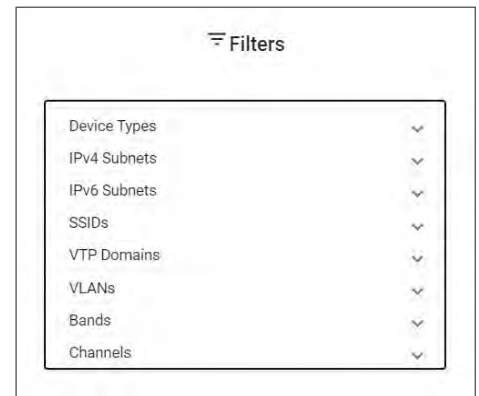 Filters
Device Types
IPv4 Subnets
IPv6 Subnets
SSIDs
VTP Domains
VLANs
Bands
Channels